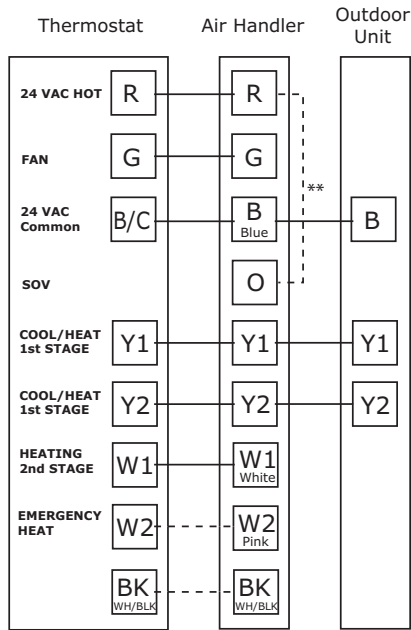 Thermostat Air Handler Outdoor
Unit
24 VAC HOT R R
**
FAN G G
24 VAC
Common B/C B
Blue B
SOV O
COOL/HEAT
1st STAGE Y1 Y1 Y1
COOL/HEAT
1st STAGE Y2 Y2 Y2
HEATING
2nd STAGE W1 W1
White
EMERGENCY
HEAT W2 W2
Pink
BK BK
WH/BLK WH/BLK